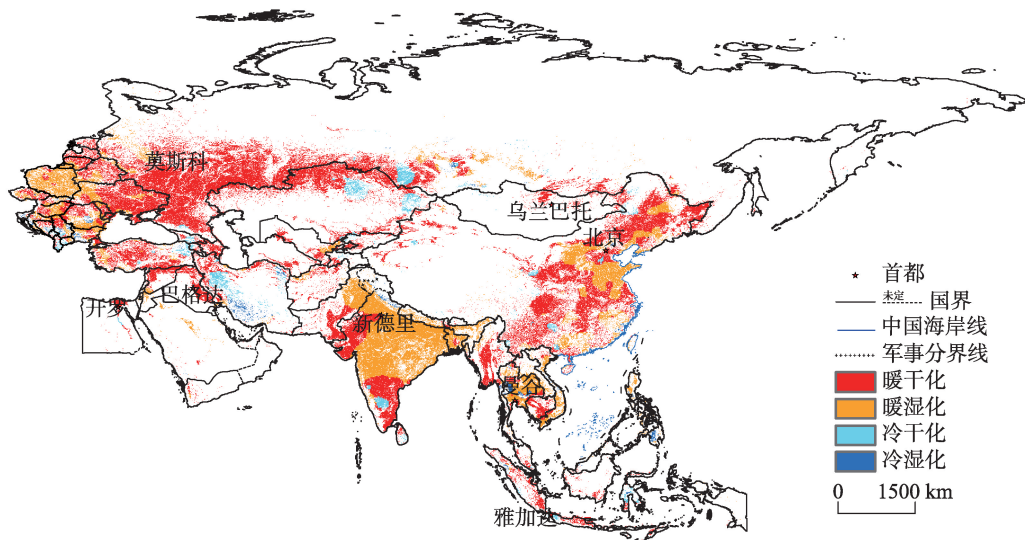 莫斯科
乌兰巴托
北京
开罗
巴格达
新德里
曼谷
雅加达
首都
未定 国界
中国海岸线
军事分界线
暖干化
暖湿化
冷干化
冷湿化
0 1500 km